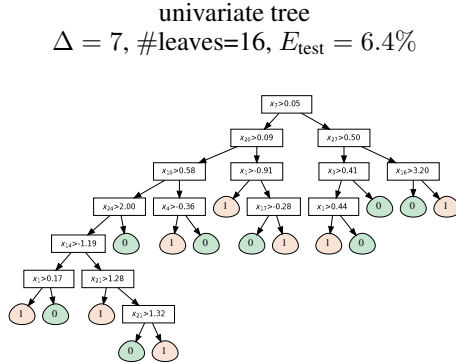 univariate tree
Δ = 7, #leaves=16, E_test = 6.4%
x₇>0.05
x₂₀>0.09 x₂₇>0.50
x₁₀>0.58 x₁>-0.91 x₃>0.41 x₁₆>3.20
x₂₄>2.00 x₄>-0.36 1 x₁₇>-0.28 x₁>0.44 0 0 1
x₁₄>-1.19 0 1 0 0 1 1 0
x₁>0.17 x₂₁>1.28
1 0 1 x₂₁>1.32
0 1